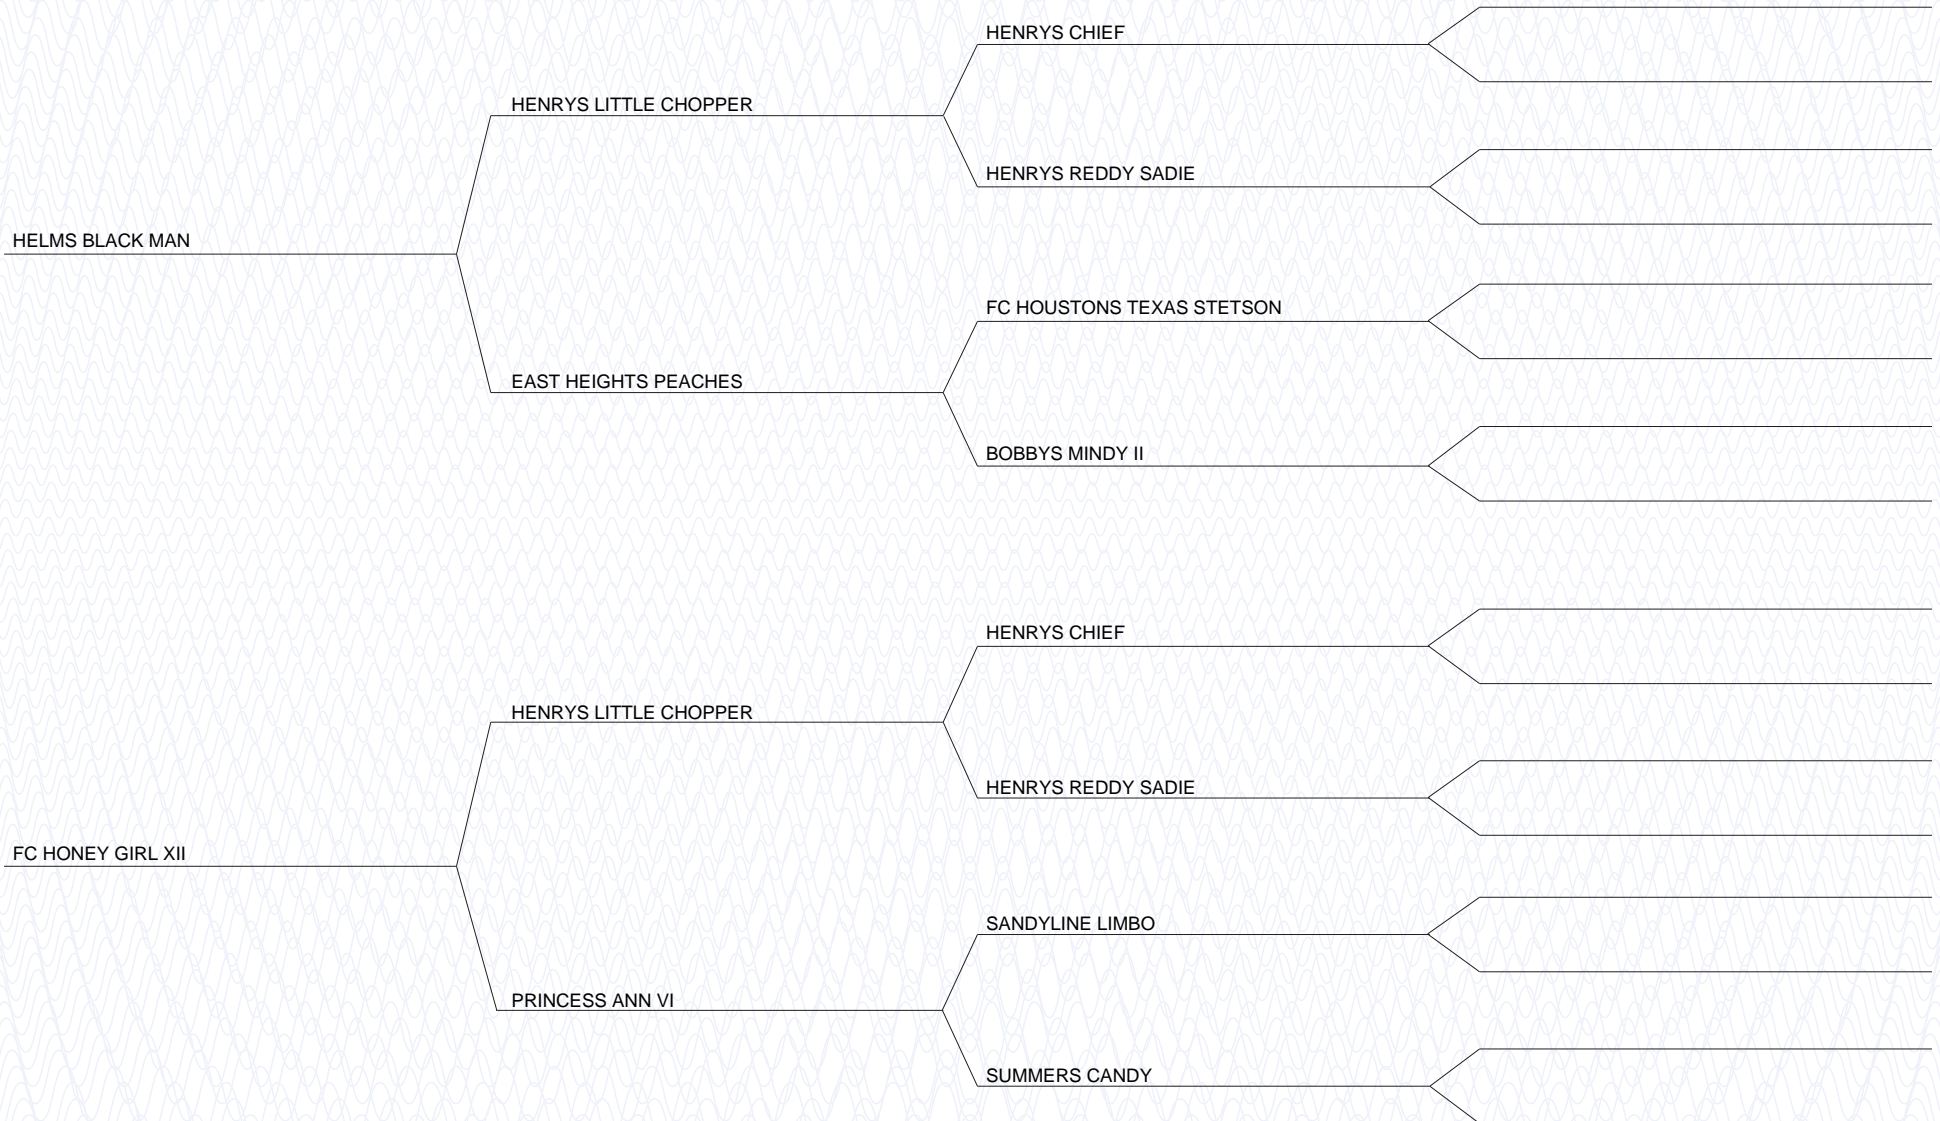 HENRYS CHIEF
HENRYS LITTLE CHOPPER
HENRYS REDDY SADIE
HELMS BLACK MAN
FC HOUSTONS TEXAS STETSON
EAST HEIGHTS PEACHES
BOBBYS MINDY II
HENRYS CHIEF
HENRYS LITTLE CHOPPER
HENRYS REDDY SADIE
FC HONEY GIRL XII
SANDYLINE LIMBO
PRINCESS ANN VI
SUMMERS CANDY